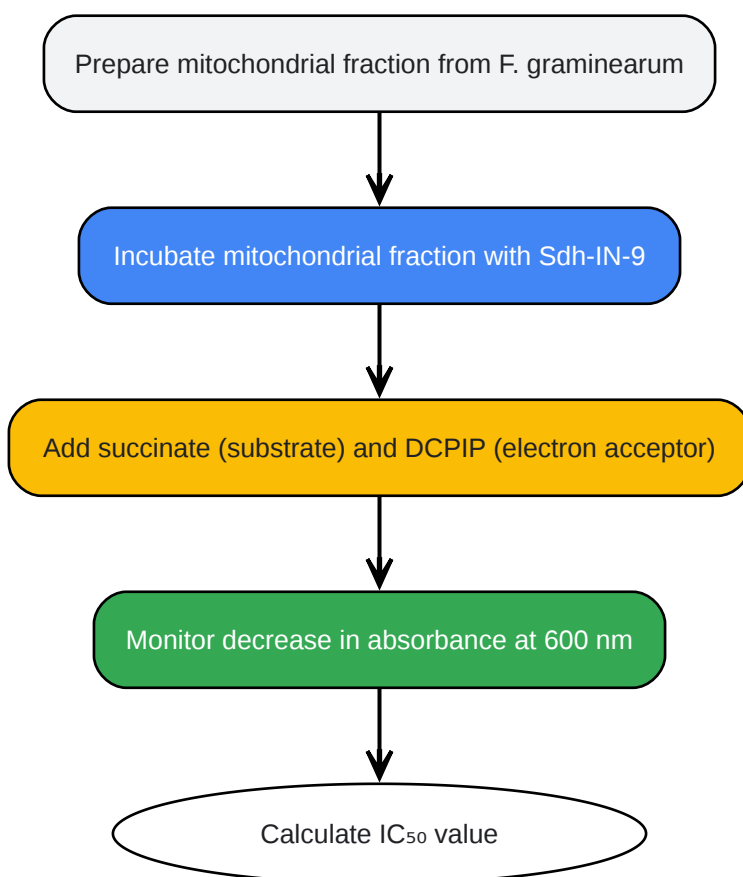 Prepare mitochondrial fraction from F. graminearum
Incubate mitochondrial fraction with Sdh-IN-9
Add succinate (substrate) and DCPIP (electron acceptor)
Monitor decrease in absorbance at 600 nm
Calculate IC₅₀ value